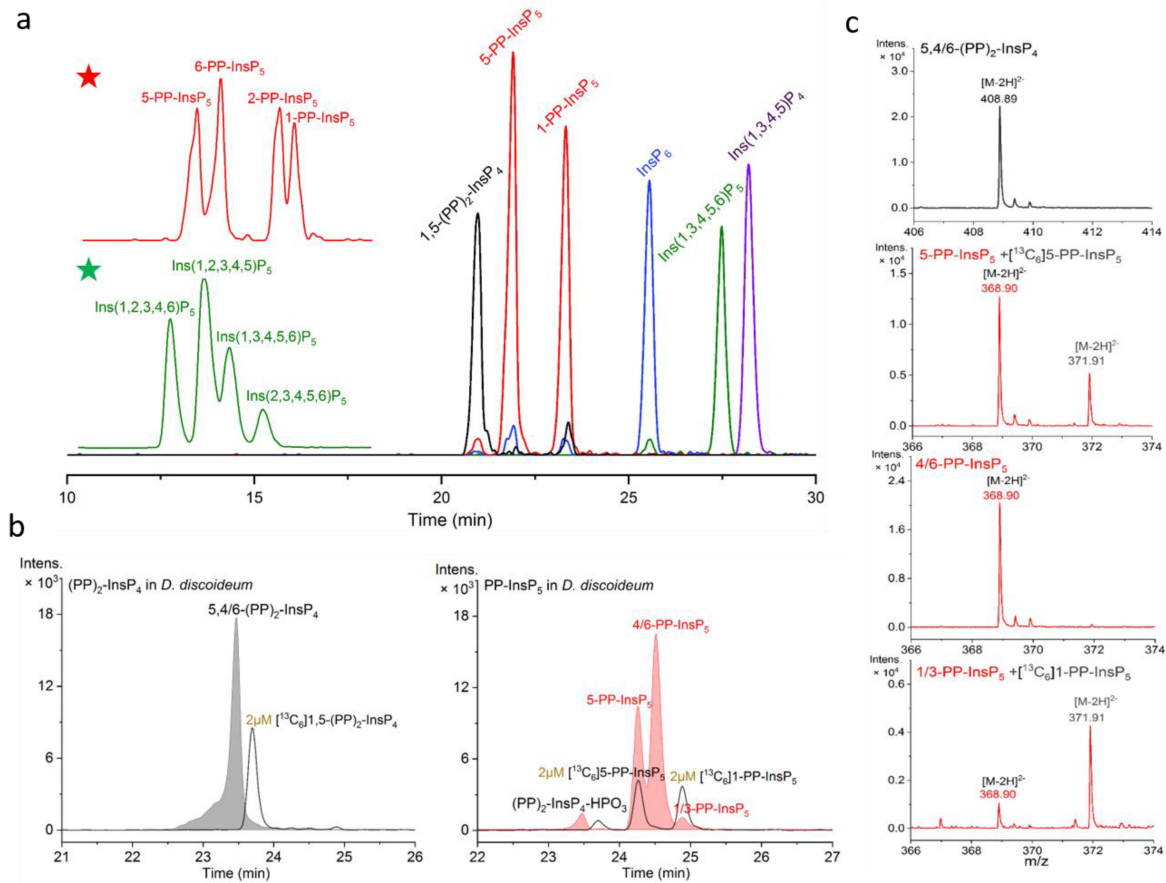 a
6-PP-InsP5
5-PP-InsP5
2-PP-InsP5
1-PP-InsP5
Ins(1,2,3,4,5)P5
Ins(1,2,3,4,6)P5
Ins(1,3,4,5,6)P5
Ins(2,3,4,5,6)P5
1,5-(PP)2-InsP4
5-PP-InsP5
1-PP-InsP5
InsP6
Ins(1,3,4,5,6)P5
Ins(1,3,4,5)P4
10 15 20 25 30
Time (min)
b
Intens.
× 10³
(PP)2-InsP4 in D. discoideum
18
12
6
0
5,4/6-(PP)2-InsP4
2μM [¹³C6]1,5-(PP)2-InsP4
21 22 23 24 25 26
Time (min)
Intens.
× 10³
PP-InsP5 in D. discoideum
18
12
6
0
4/6-PP-InsP5
5-PP-InsP5
2μM [¹³C6]5-PP-InsP5
2μM [¹³C6]1-PP-InsP5
(PP)2-InsP4-HPO3
1/3-PP-InsP5
22 23 24 25 26 27
Time (min)
c
Intens.
× 10⁴
5,4/6-(PP)2-InsP4
3.0
2.0
1.0
0.0
[M-2H]²⁻
408.89
406 408 410 412 414
Intens.
× 10⁴
5-PP-InsP5 +[¹³C6]5-PP-InsP5
1.5
1.0
0.5
0.0
[M-2H]²⁻
368.90
[M-2H]²⁻
371.91
366 368 370 372 374
Intens.
× 10⁴
4/6-PP-InsP5
2.4
1.6
0.8
0.0
[M-2H]²⁻
368.90
366 368 370 372 374
Intens.
× 10⁴
1/3-PP-InsP5 +[¹³C6]1-PP-InsP5
0.6
0.4
0.2
0.0
[M-2H]²⁻
368.90
[M-2H]²⁻
371.91
366 368 370 372 374
m/z